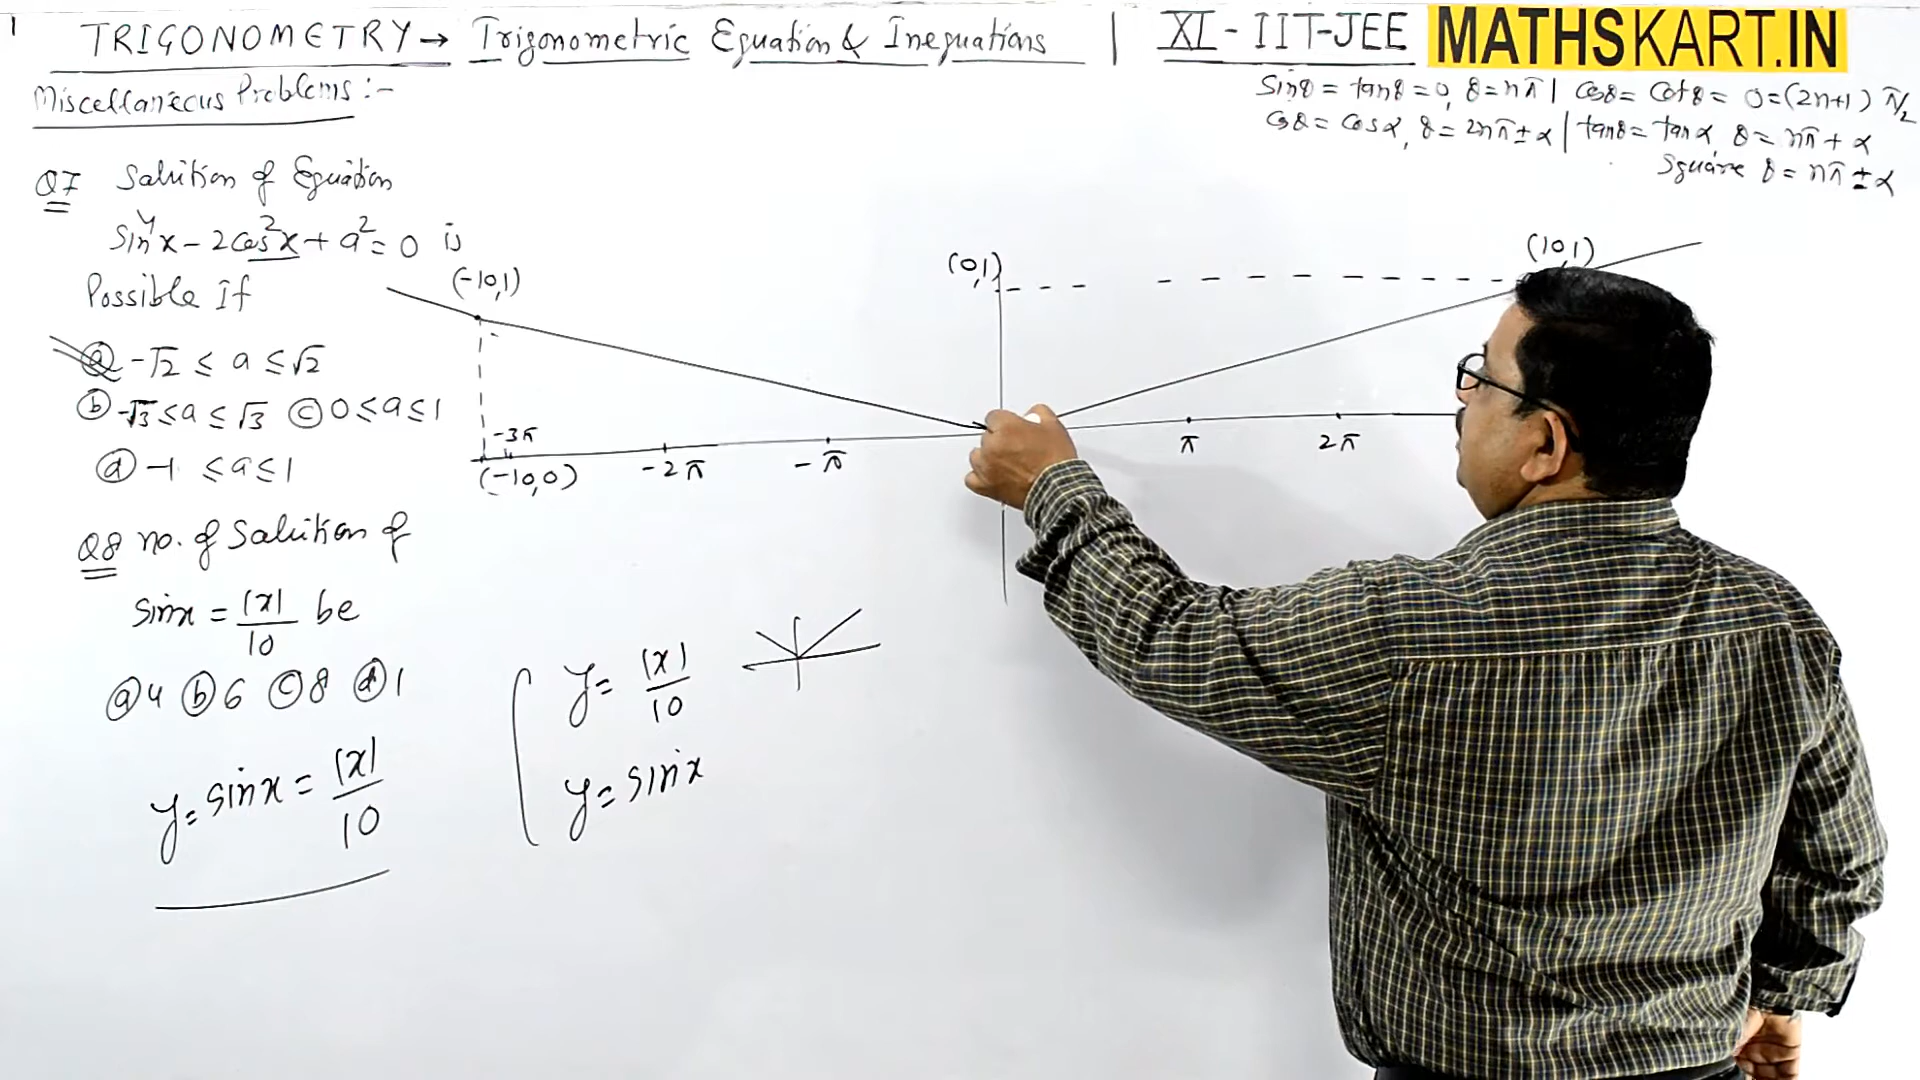 1
TRIGONOMETRY → Trigonometric Equation & Inequations | XI - IIT-JEE MATHSKART.IN
Miscellaneous Problems :-
Sinθ = tanθ = 0, θ = nπ | cosθ = cotθ = 0 = (2n+1) π/2
cosθ = cosα, θ = 2nπ ± α | tanθ = tanα, θ = nπ + α
Square θ = nπ ± α
Q7 Solution of Equation
Sin⁴x - 2cos²x + a² = 0 is
Possible If
(a) -√2 ≤ a ≤ √2
(b) -√3 ≤ a ≤ √3 (c) 0 ≤ a ≤ 1
(d) -1 ≤ a ≤ 1
Q8 no. of Solution of
sinx = |x|/10 be
(a) 4 (b) 6 (c) 8 (d) 1
y = sinx = |x|/10
y = |x|/10
y = sinx
(-10,1)
(0,1)
(10,1)
-3π
(-10,0)
-2π
-π
π
2π